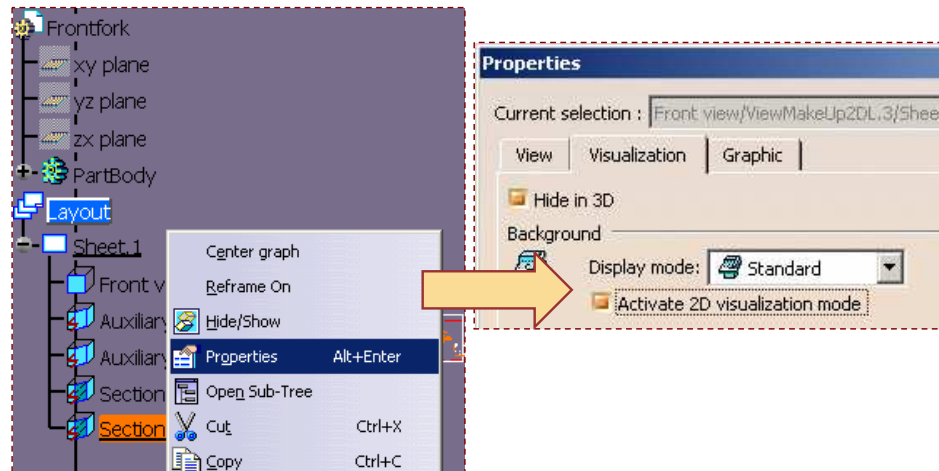 Frontfork
xy plane
yz plane
zx plane
PartBody
Layout
Sheet.1
Front v
Auxiliary
Auxiliary
Section
Section
Center graph
Reframe On
Hide/Show
Properties Alt+Enter
Open Sub-Tree
Cut Ctrl+X
Copy Ctrl+C
Properties
Current selection : Front view/ViewMakeUp2DL.3/Shee
View Visualization Graphic
Hide in 3D
Background
Display mode: Standard
Activate 2D visualization mode